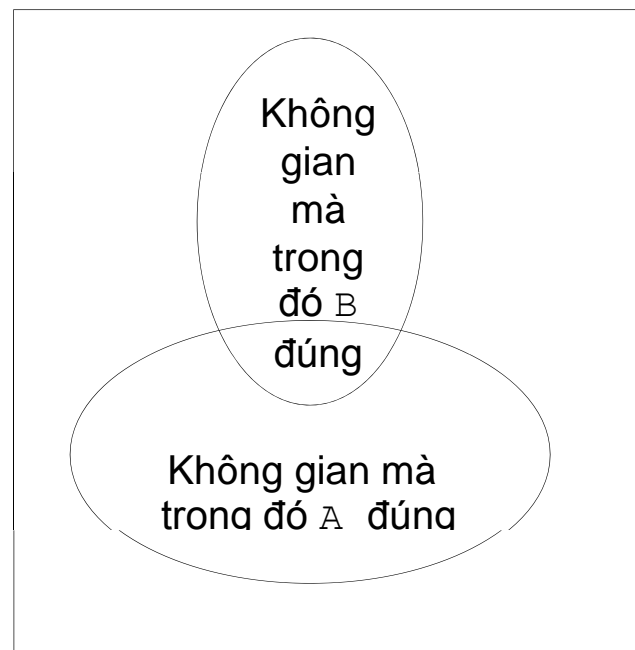 Không
gian
mà
trong
đó B
đúng
Không gian mà
trong đó A đúng